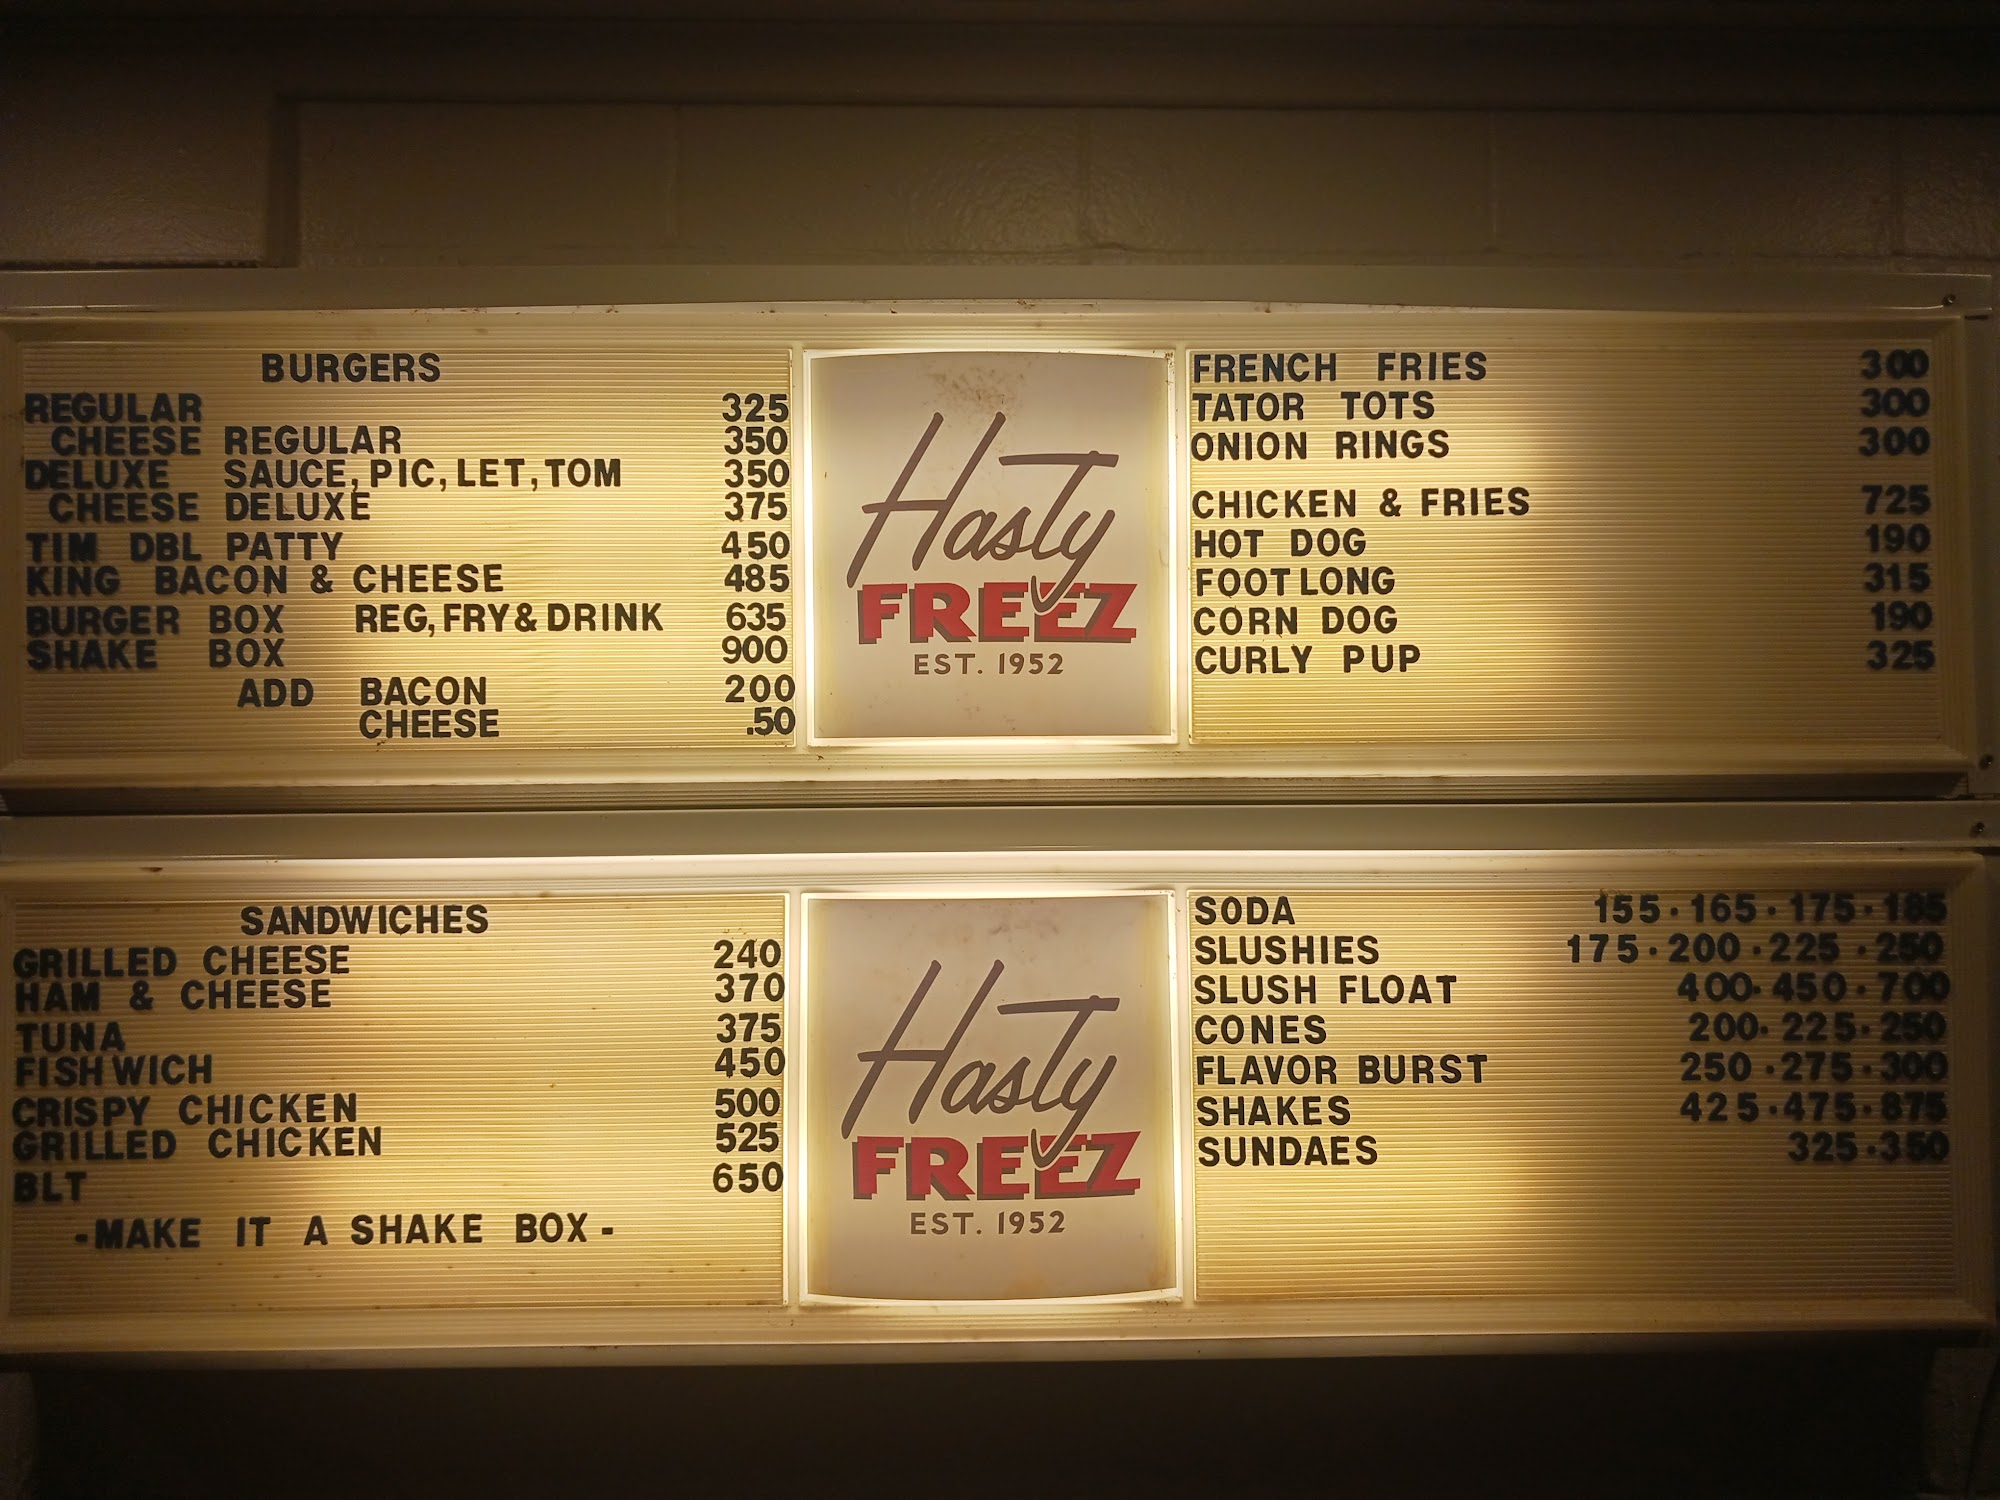 BURGERS
REGULAR 325
CHEESE REGULAR 350
DELUXE SAUCE, PIC, LET, TOM 350
CHEESE DELUXE 375
TIM DBL PATTY 450
KING BACON & CHEESE 485
BURGER BOX REG, FRY & DRINK 635
SHAKE BOX 900
ADD BACON 200
CHEESE .50
Hasty
FREEZ
EST. 1952
FRENCH FRIES 300
TATOR TOTS 300
ONION RINGS 300
CHICKEN & FRIES 725
HOT DOG 190
FOOT LONG 315
CORN DOG 190
CURLY PUP 325
SANDWICHES
GRILLED CHEESE 240
HAM & CHEESE 370
TUNA 375
FISHWICH 450
CRISPY CHICKEN 500
GRILLED CHICKEN 525
BLT 650
-MAKE IT A SHAKE BOX-
Hasty
FREEZ
EST. 1952
SODA 155·165·175·185
SLUSHIES 175·200·225·250
SLUSH FLOAT 400·450·700
CONES 200·225·250
FLAVOR BURST 250·275·300
SHAKES 425·475·875
SUNDAES 325·350